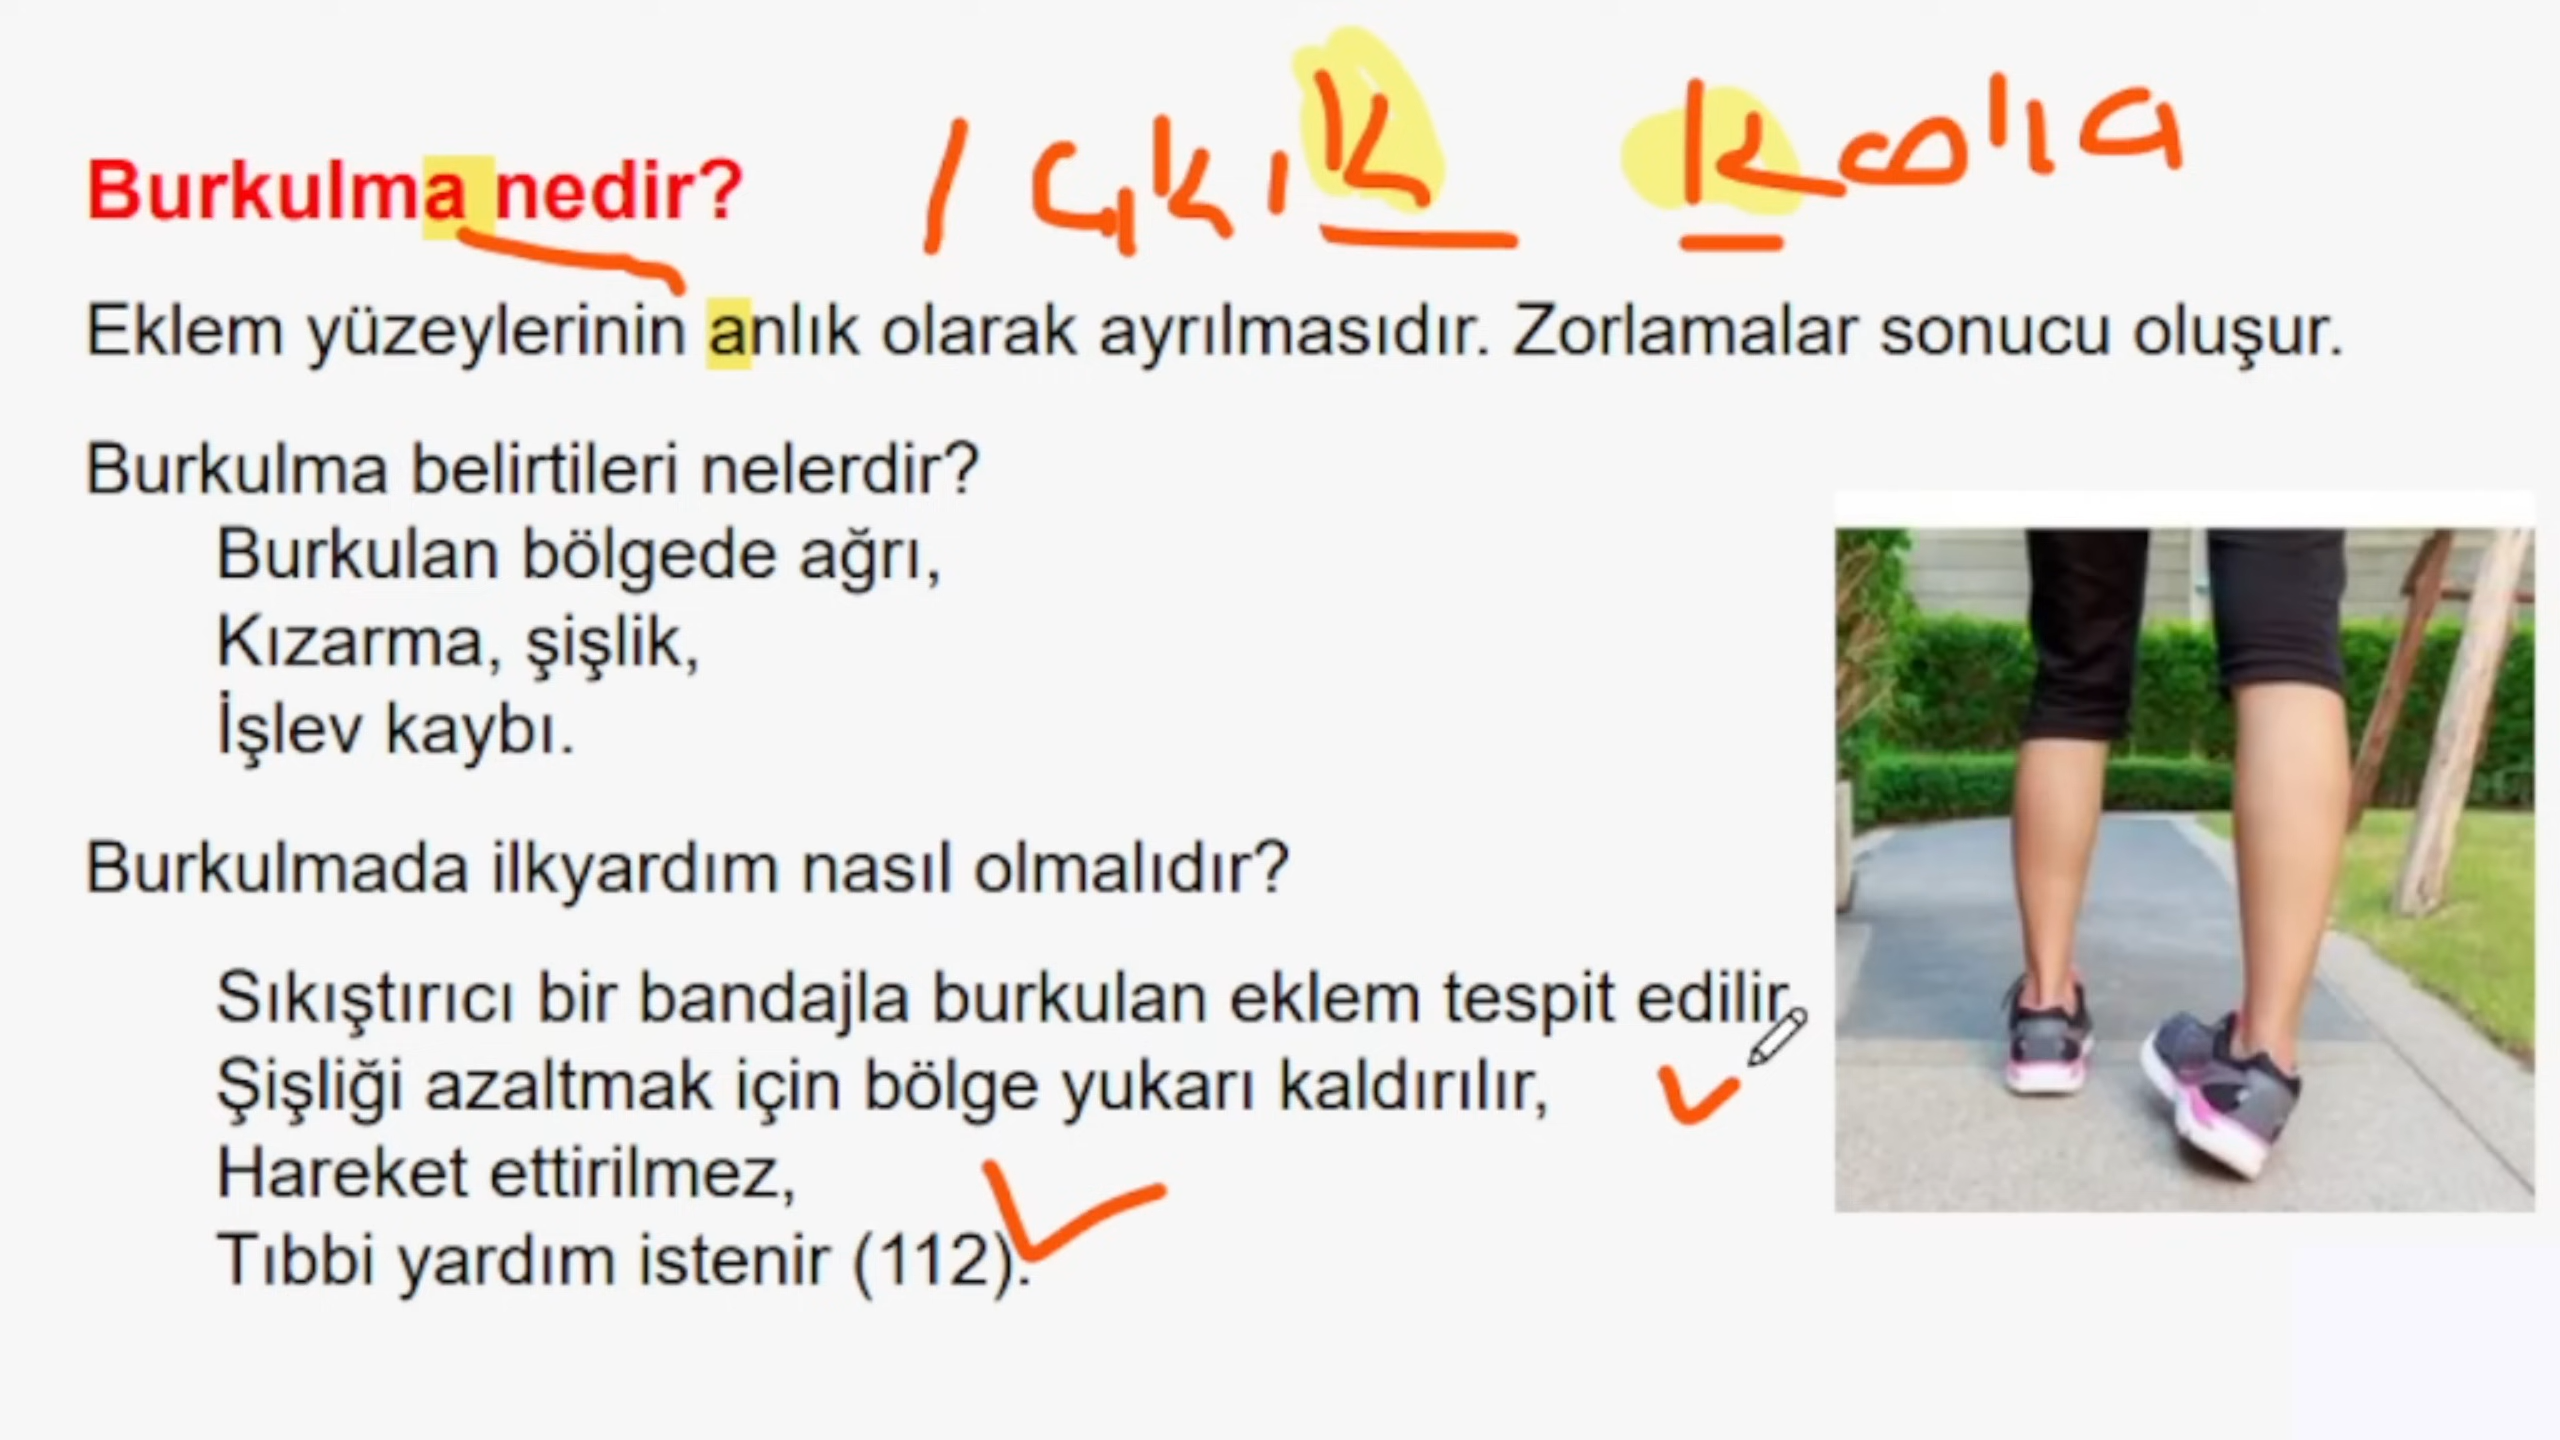 Burkulma nedir? / çıkık kalıcı
Eklem yüzeylerinin anlık olarak ayrılmasıdır. Zorlamalar sonucu oluşur.
Burkulma belirtileri nelerdir?
Burkulan bölgede ağrı,
Kızarma, şişlik,
İşlev kaybı.
Burkulmada ilkyardım nasıl olmalıdır?
Sıkıştırıcı bir bandajla burkulan eklem tespit edilir,
Şişliği azaltmak için bölge yukarı kaldırılır,
Hareket ettirilmez,
Tıbbi yardım istenir (112).